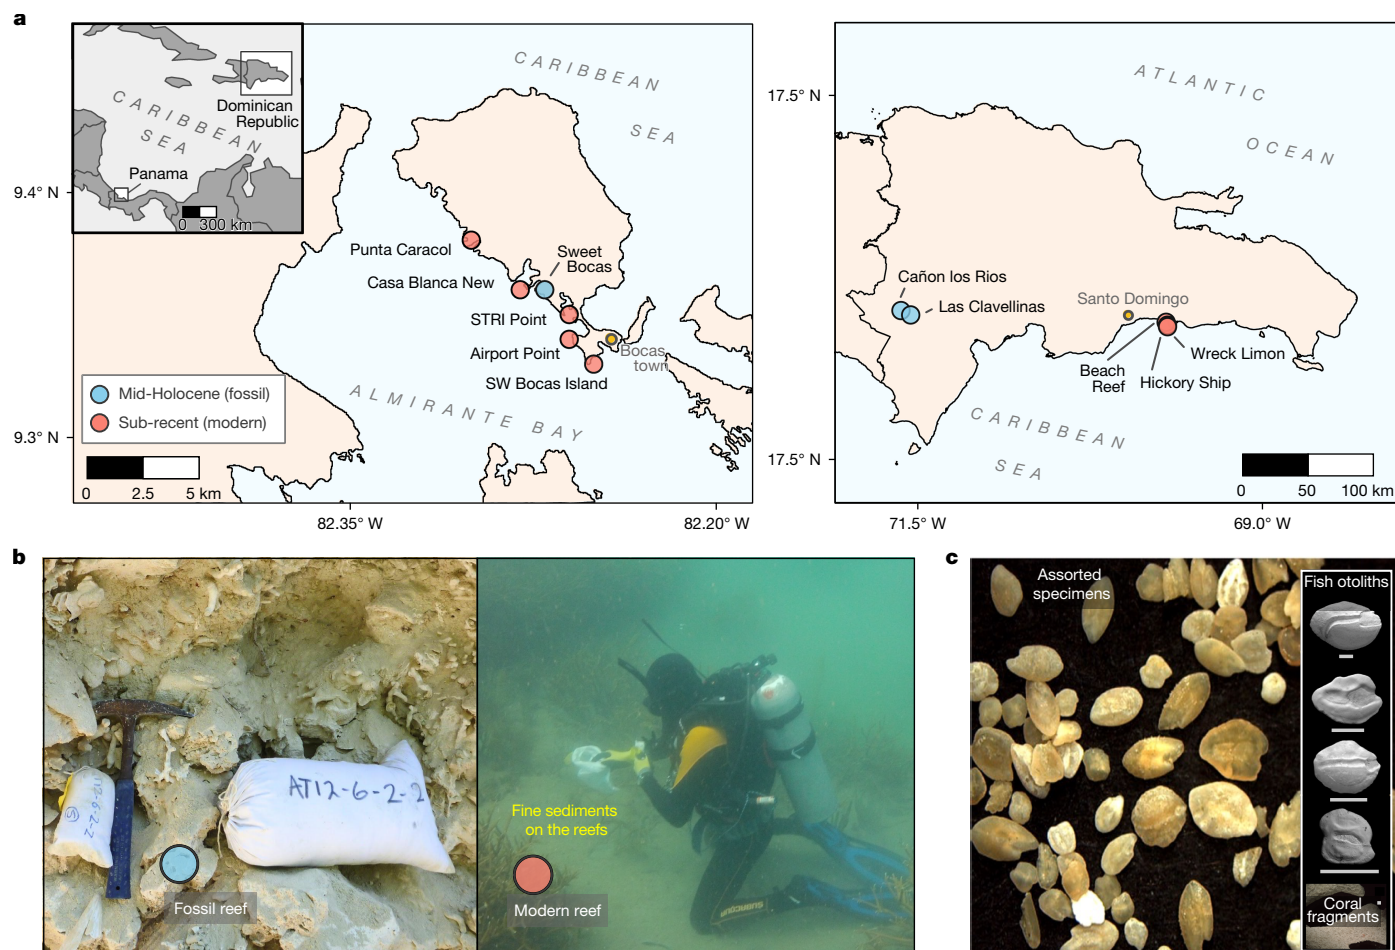 a
CARIBBEAN
SEA
Dominican
Republic
Panama
0 300 km
CARIBBEAN
SEA
9.4° N
9.3° N
Punta Caracol
Sweet
Bocas
Casa Blanca New
STRI Point
Airport Point
Bocas
town
SW Bocas Island
ALMIRANTE BAY
Mid-Holocene (fossil)
Sub-recent (modern)
0 2.5 5 km
82.35° W
82.20° W
17.5° N
ATLANTIC
OCEAN
Cañon los Rios
Las Clavellinas
Santo Domingo
Wreck Limon
Beach
Reef
Hickory Ship
CARIBBEAN
SEA
17.5° N
0 50 100 km
71.5° W
69.0° W
b
AT12-6-2-2
Fossil reef
Fine sediments
on the reefs
Modern reef
c
Assorted
specimens
Fish otoliths
Coral
fragments